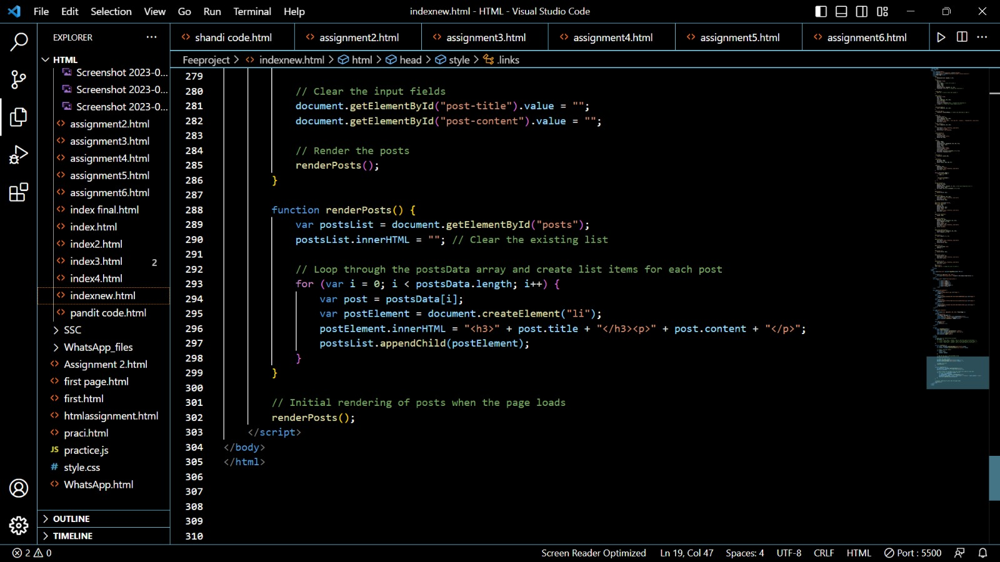 File Edit Selection View Go Run Terminal Help
indexnew.html - HTML - Visual Studio Code
EXPLORER ...
shandi code.html assignment2.html assignment3.html assignment4.html assignment5.html assignment6.html ...
HTML
Screenshot 2023-0...
Screenshot 2023-0...
Screenshot 2023-0...
assignment2.html
assignment3.html
assignment4.html
assignment5.html
assignment6.html
index final.html
index.html
index2.html
index3.html 2
index4.html
indexnew.html
pandit code.html
SSC
WhatsApp_files
Assignment 2.html
first page.html
first.html
htmlassignment.html
praci.html
JS practice.js
# style.css
WhatsApp.html
OUTLINE
TIMELINE
Feeproject > indexnew.html > html > head > style > .links
279
280 // Clear the input fields
281 document.getElementById("post-title").value = "";
282 document.getElementById("post-content").value = "";
283
284 // Render the posts
285 renderPosts();
286 }
287
288 function renderPosts() {
289 var postsList = document.getElementById("posts");
290 postsList.innerHTML = ""; // Clear the existing list
291
292 // Loop through the postsData array and create list items for each post
293 for (var i = 0; i < postsData.length; i++) {
294 var post = postsData[i];
295 var postElement = document.createElement("li");
296 postElement.innerHTML = "<h3>" + post.title + "</h3><p>" + post.content + "</p>";
297 postsList.appendChild(postElement);
298 }
299 }
300
301 // Initial rendering of posts when the page loads
302 renderPosts();
303 </script>
304 </body>
305 </html>
306
307
308
309
310
2 0 Screen Reader Optimized Ln 19, Col 47 Spaces: 4 UTF-8 CRLF HTML Port : 5500